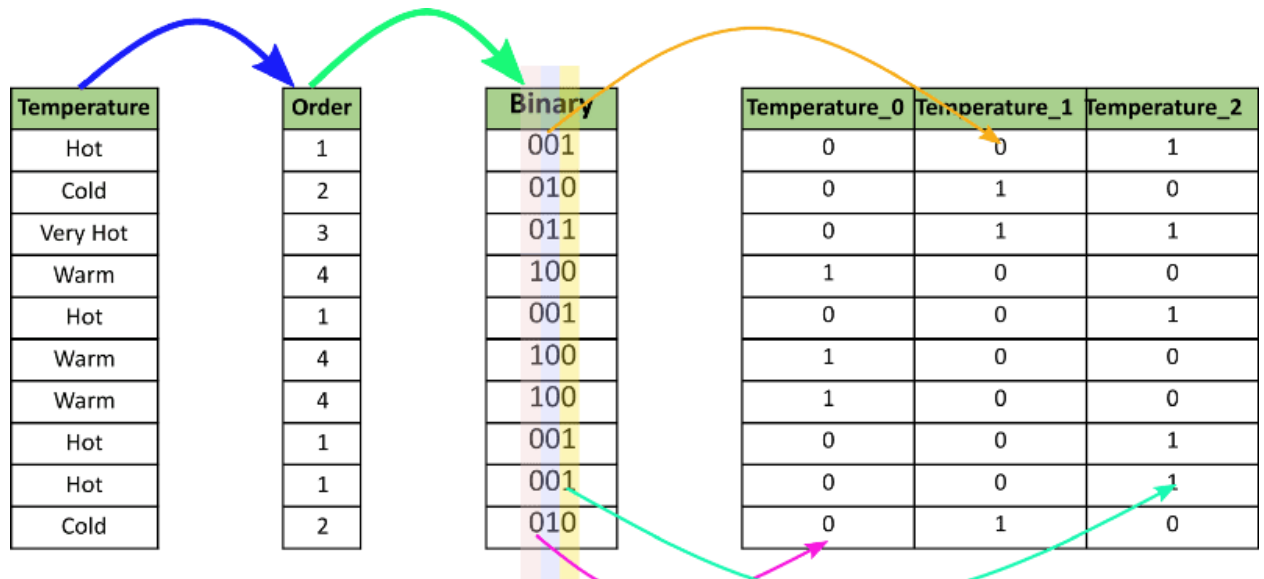 Temperature Order Binary Temperature_0 Temperature_1 Temperature_2
Hot 1 001 0 0 1
Cold 2 010 0 1 0
Very Hot 3 011 0 1 1
Warm 4 100 1 0 0
Hot 1 001 0 0 1
Warm 4 100 1 0 0
Warm 4 100 1 0 0
Hot 1 001 0 0 1
Hot 1 001 0 0 1
Cold 2 010 0 1 0